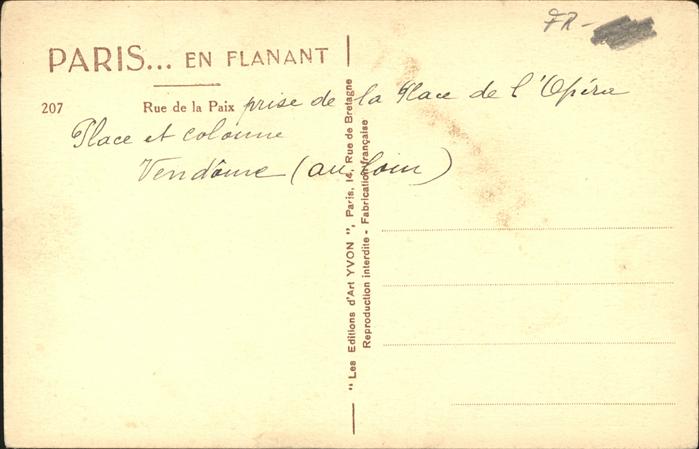 FR -
PARIS... EN FLANANT
207 Rue de la Paix prise de la Place de l'Opéra
Place et colonne
Vendôme (au loin)
" Les Editions d'Art YVON ", Paris, 14, Rue de Bretagne
Reproduction interdite - Fabrication française